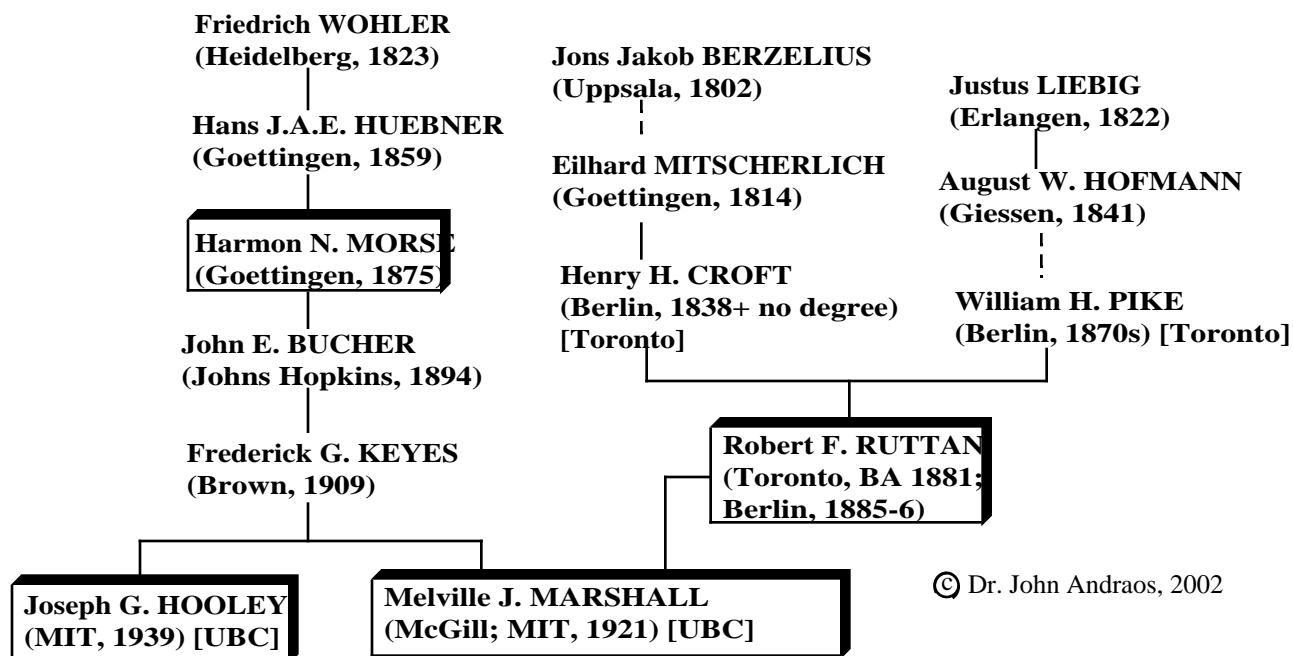 Friedrich WOHLER
(Heidelberg, 1823)
Hans J.A.E. HUEBNER
(Goettingen, 1859)
Harmon N. MORSE
(Goettingen, 1875)
John E. BUCHER
(Johns Hopkins, 1894)
Frederick G. KEYES
(Brown, 1909)
Jons Jakob BERZELIUS
(Uppsala, 1802)
Eilhard MITSCHERLICH
(Goettingen, 1814)
Henry H. CROFT
(Berlin, 1838+ no degree)
[Toronto]
Justus LIEBIG
(Erlangen, 1822)
August W. HOFMANN
(Giessen, 1841)
William H. PIKE
(Berlin, 1870s) [Toronto]
Robert F. RUTTAN
(Toronto, BA 1881;
Berlin, 1885-6)
Joseph G. HOOLEY
(MIT, 1939) [UBC]
Melville J. MARSHALL
(McGill; MIT, 1921) [UBC]
© Dr. John Andraos, 2002